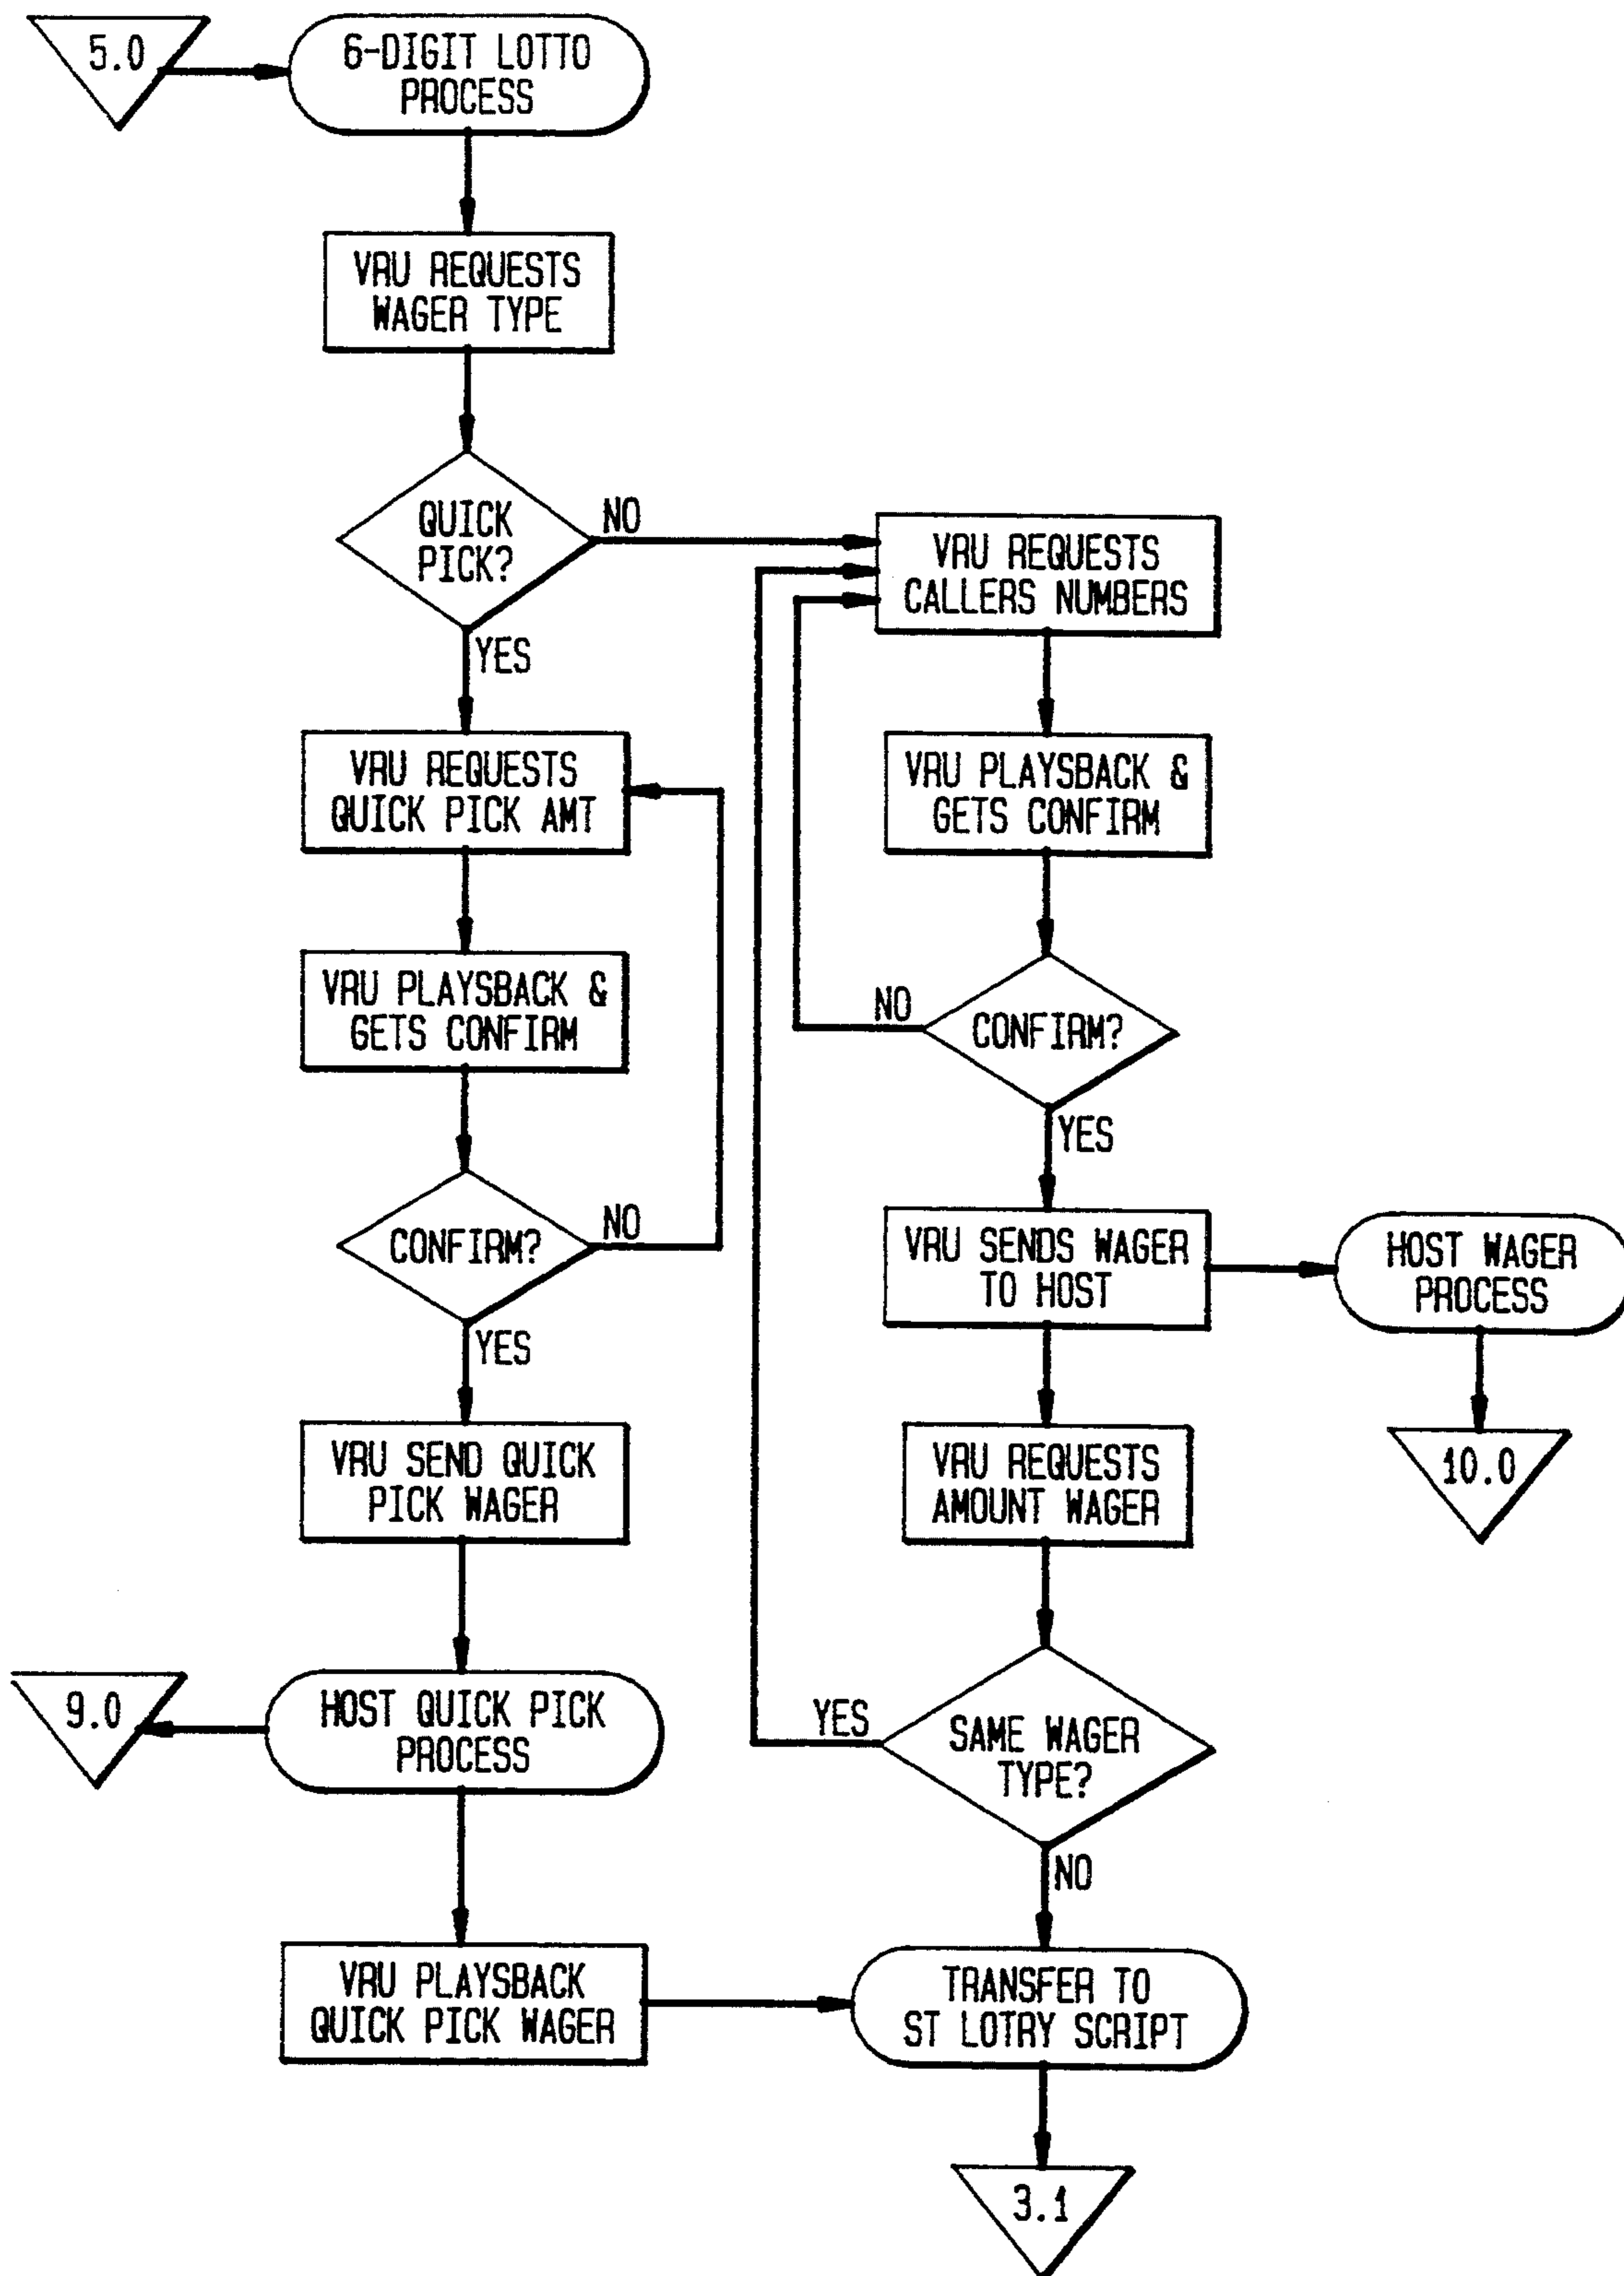 5.0
6-DIGIT LOTTO
PROCESS
VRU REQUESTS
WAGER TYPE
QUICK
PICK?
NO
YES
VRU REQUESTS
CALLERS NUMBERS
VRU REQUESTS
QUICK PICK AMT
VRU PLAYSBACK &
GETS CONFIRM
VRU PLAYSBACK &
GETS CONFIRM
NO
CONFIRM?
YES
CONFIRM?
NO
YES
VRU SENDS WAGER
TO HOST
HOST WAGER
PROCESS
10.0
VRU SEND QUICK
PICK WAGER
VRU REQUESTS
AMOUNT WAGER
9.0
HOST QUICK PICK
PROCESS
YES
SAME WAGER
TYPE?
NO
VRU PLAYSBACK
QUICK PICK WAGER
TRANSFER TO
ST LOTRY SCRIPT
3.1